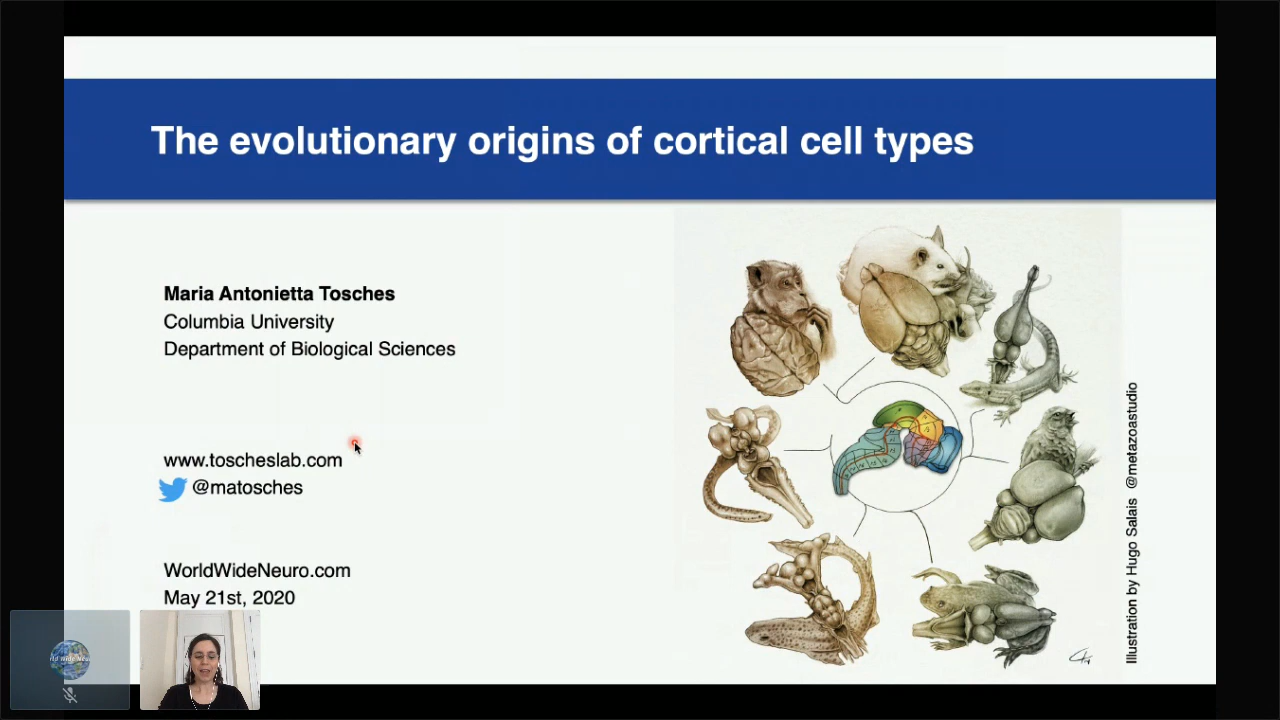 The evolutionary origins of cortical cell types
Maria Antonietta Tosches
Columbia University
Department of Biological Sciences
www.toscheslab.com
@matosches
WorldWideNeuro.com
May 21st, 2020
Illustration by Hugo Salais @metazoastudio